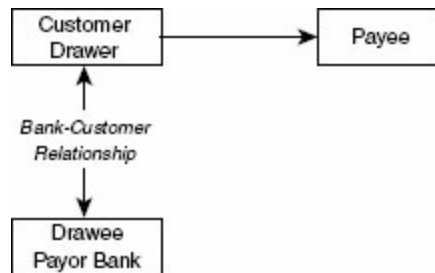 Customer
Drawer
Payee
Bank-Customer
Relationship
Drawee
Payor Bank